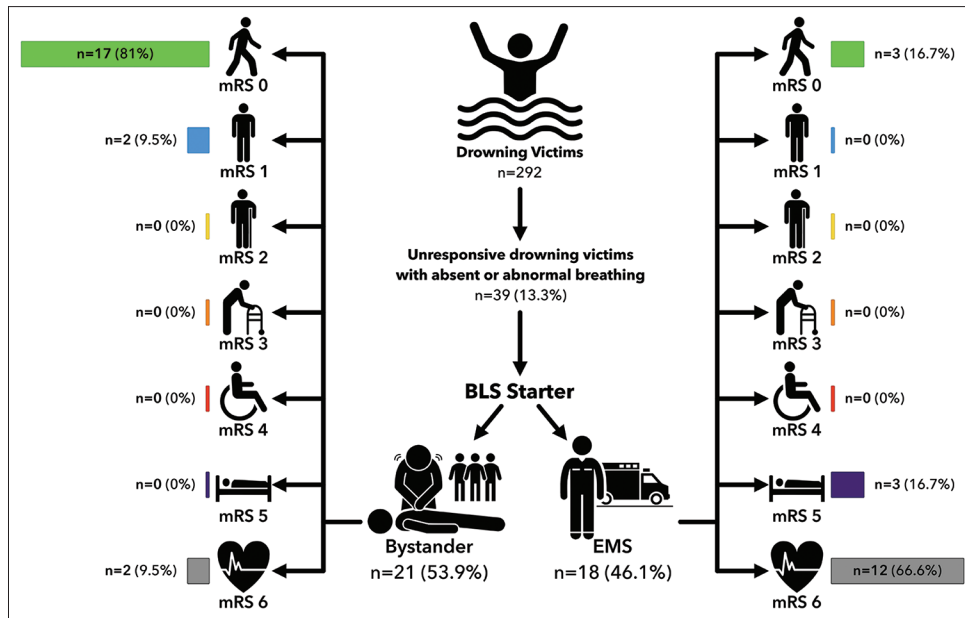 n=17 (81%)
mRS 0
n=2 (9.5%)
mRS 1
n=0 (0%)
mRS 2
n=0 (0%)
mRS 3
n=0 (0%)
mRS 4
n=0 (0%)
mRS 5
n=2 (9.5%)
mRS 6
Drowning Victims
n=292
Unresponsive drowning victims
with absent or abnormal breathing
n=39 (13.3%)
BLS Starter
Bystander
n=21 (53.9%)
EMS
n=18 (46.1%)
n=3 (16.7%)
mRS 0
n=0 (0%)
mRS 1
n=0 (0%)
mRS 2
n=0 (0%)
mRS 3
n=0 (0%)
mRS 4
n=3 (16.7%)
mRS 5
n=12 (66.6%)
mRS 6